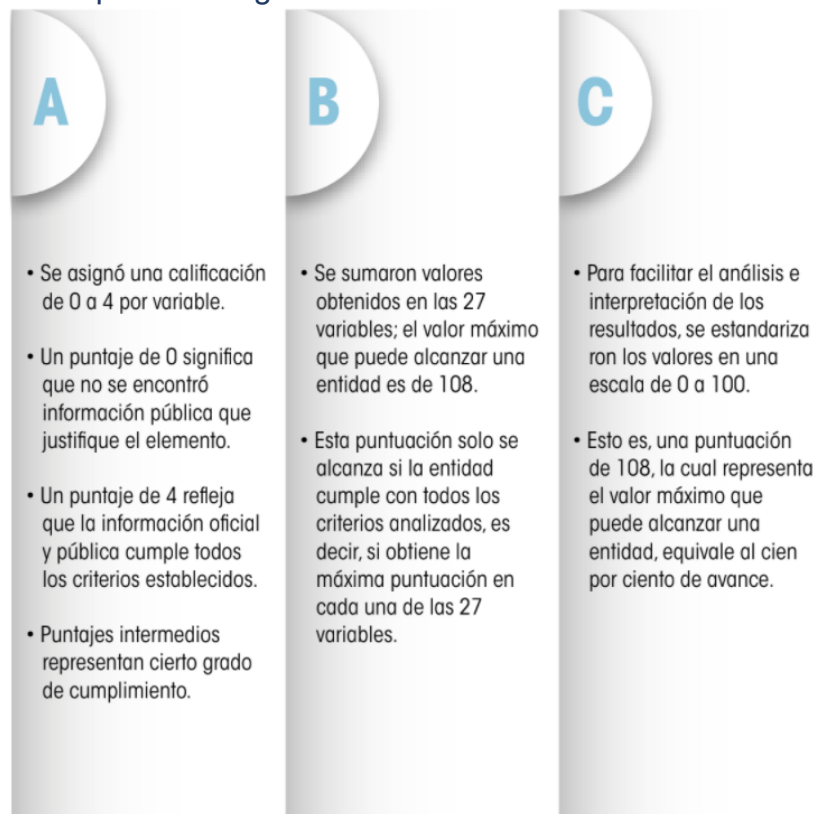 A
• Se asignó una calificación
de 0 a 4 por variable.
• Un puntaje de 0 significa
que no se encontró
información pública que
justifique el elemento.
• Un puntaje de 4 refleja
que la información oficial
y pública cumple todos
los criterios establecidos.
• Puntajes intermedios
representan cierto grado
de cumplimiento.
B
• Se sumaron valores
obtenidos en las 27
variables; el valor máximo
que puede alcanzar una
entidad es de 108.
• Esta puntuación solo se
alcanza si la entidad
cumple con todos los
criterios analizados, es
decir, si obtiene la
máxima puntuación en
cada una de las 27
variables.
C
• Para facilitar el análisis e
interpretación de los
resultados, se estandariza
ron los valores en una
escala de 0 a 100.
• Esto es, una puntuación
de 108, la cual representa
el valor máximo que
puede alcanzar una
entidad, equivale al cien
por ciento de avance.